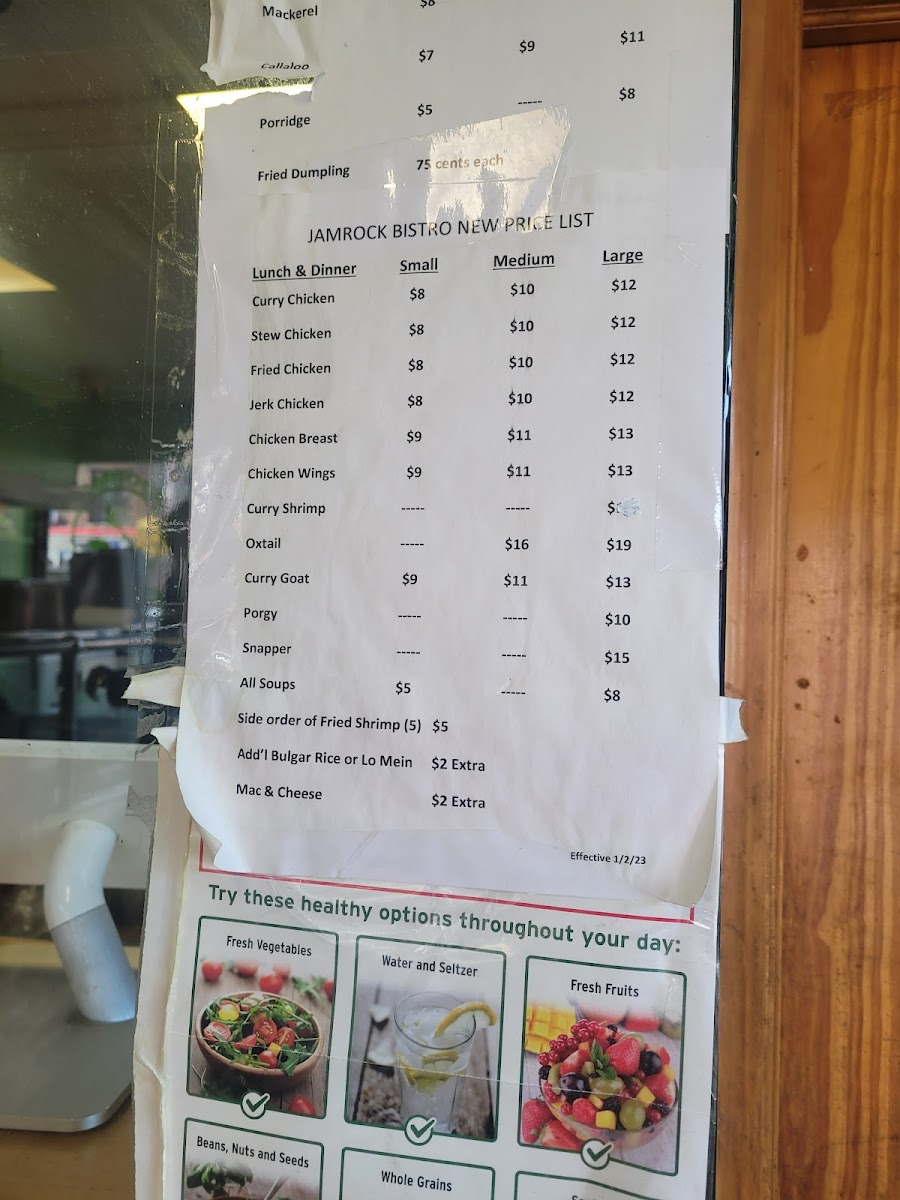 Mackerel $8
Callaloo $7 $9 $11
Porridge $5 ----- $8
Fried Dumpling 75 cents each
JAMROCK BISTRO NEW PRICE LIST
Lunch & Dinner Small Medium Large
Curry Chicken $8 $10 $12
Stew Chicken $8 $10 $12
Fried Chicken $8 $10 $12
Jerk Chicken $8 $10 $12
Chicken Breast $9 $11 $13
Chicken Wings $9 $11 $13
Curry Shrimp ----- -----
Oxtail ----- $16 $19
Curry Goat $9 $11 $13
Porgy ----- ----- $10
Snapper ----- ----- $15
All Soups $5 ----- $8
Side order of Fried Shrimp (5) $5
Add'l Bulgar Rice or Lo Mein $2 Extra
Mac & Cheese $2 Extra
Effective 1/2/23
Try these healthy options throughout your day:
Fresh Vegetables
Water and Seltzer
Fresh Fruits
Beans, Nuts and Seeds
Whole Grains